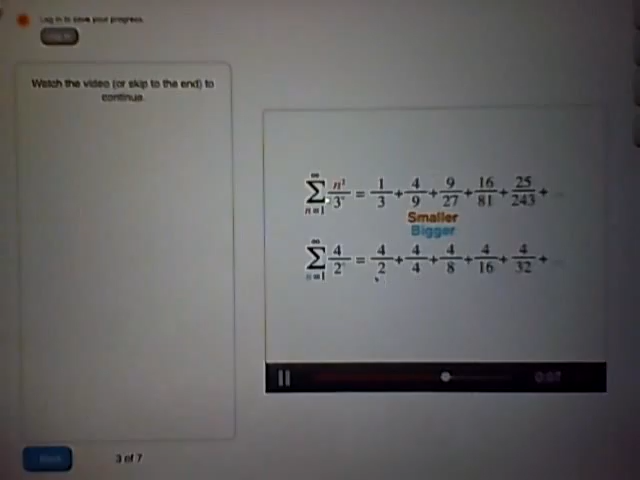 Log in to save your progress.
Watch the video (or skip to the end) to
continue.
∞ ∑ n=1 n²/3ⁿ = 1/3 + 4/9 + 9/27 + 16/81 + 25/243 + ...
Smaller
Bigger
∞ ∑ n=1 4/2ⁿ = 4/2 + 4/4 + 4/8 + 4/16 + 4/32 + ...
3 of 7